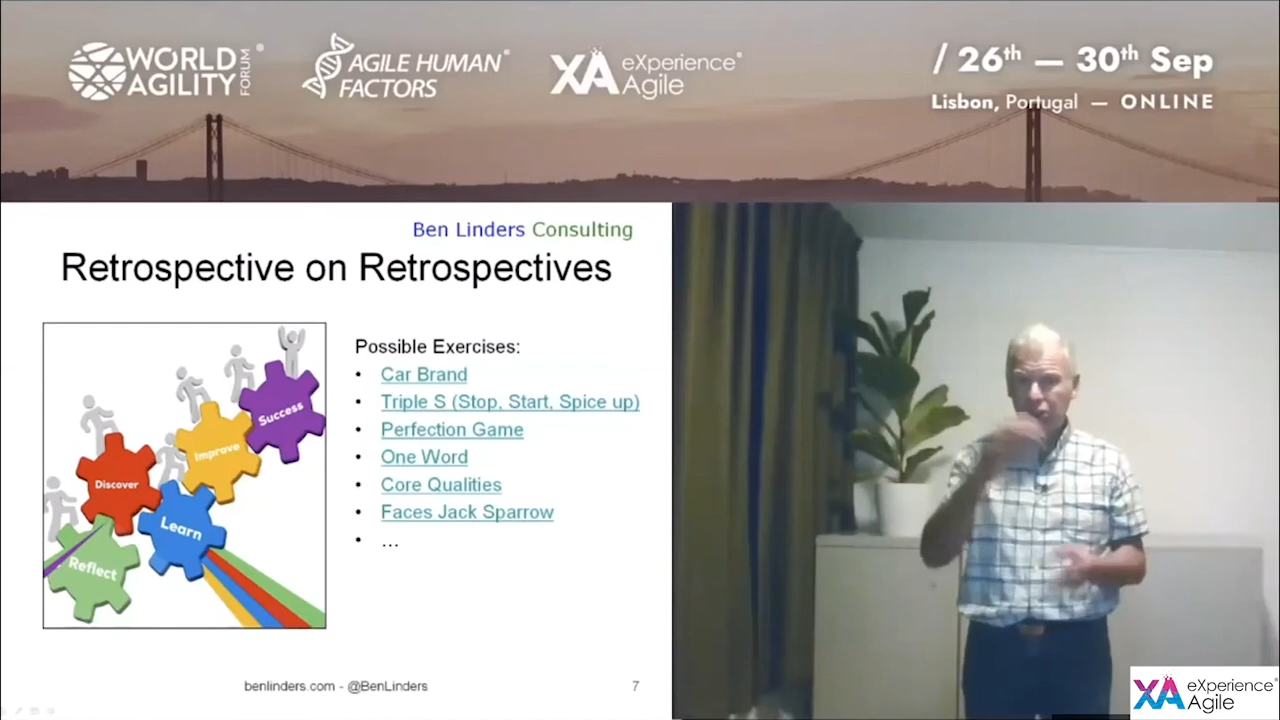 WORLD AGILITY FORUM
AGILE HUMAN FACTORS
XA eXperience Agile
/ 26th — 30th Sep
Lisbon, Portugal — ONLINE
Ben Linders Consulting
Retrospective on Retrospectives
Success
Improve
Discover
Learn
Reflect
Possible Exercises:
• Car Brand
• Triple S (Stop, Start, Spice up)
• Perfection Game
• One Word
• Core Qualities
• Faces Jack Sparrow
• ...
benlinders.com - @BenLinders
7
XA eXperience Agile